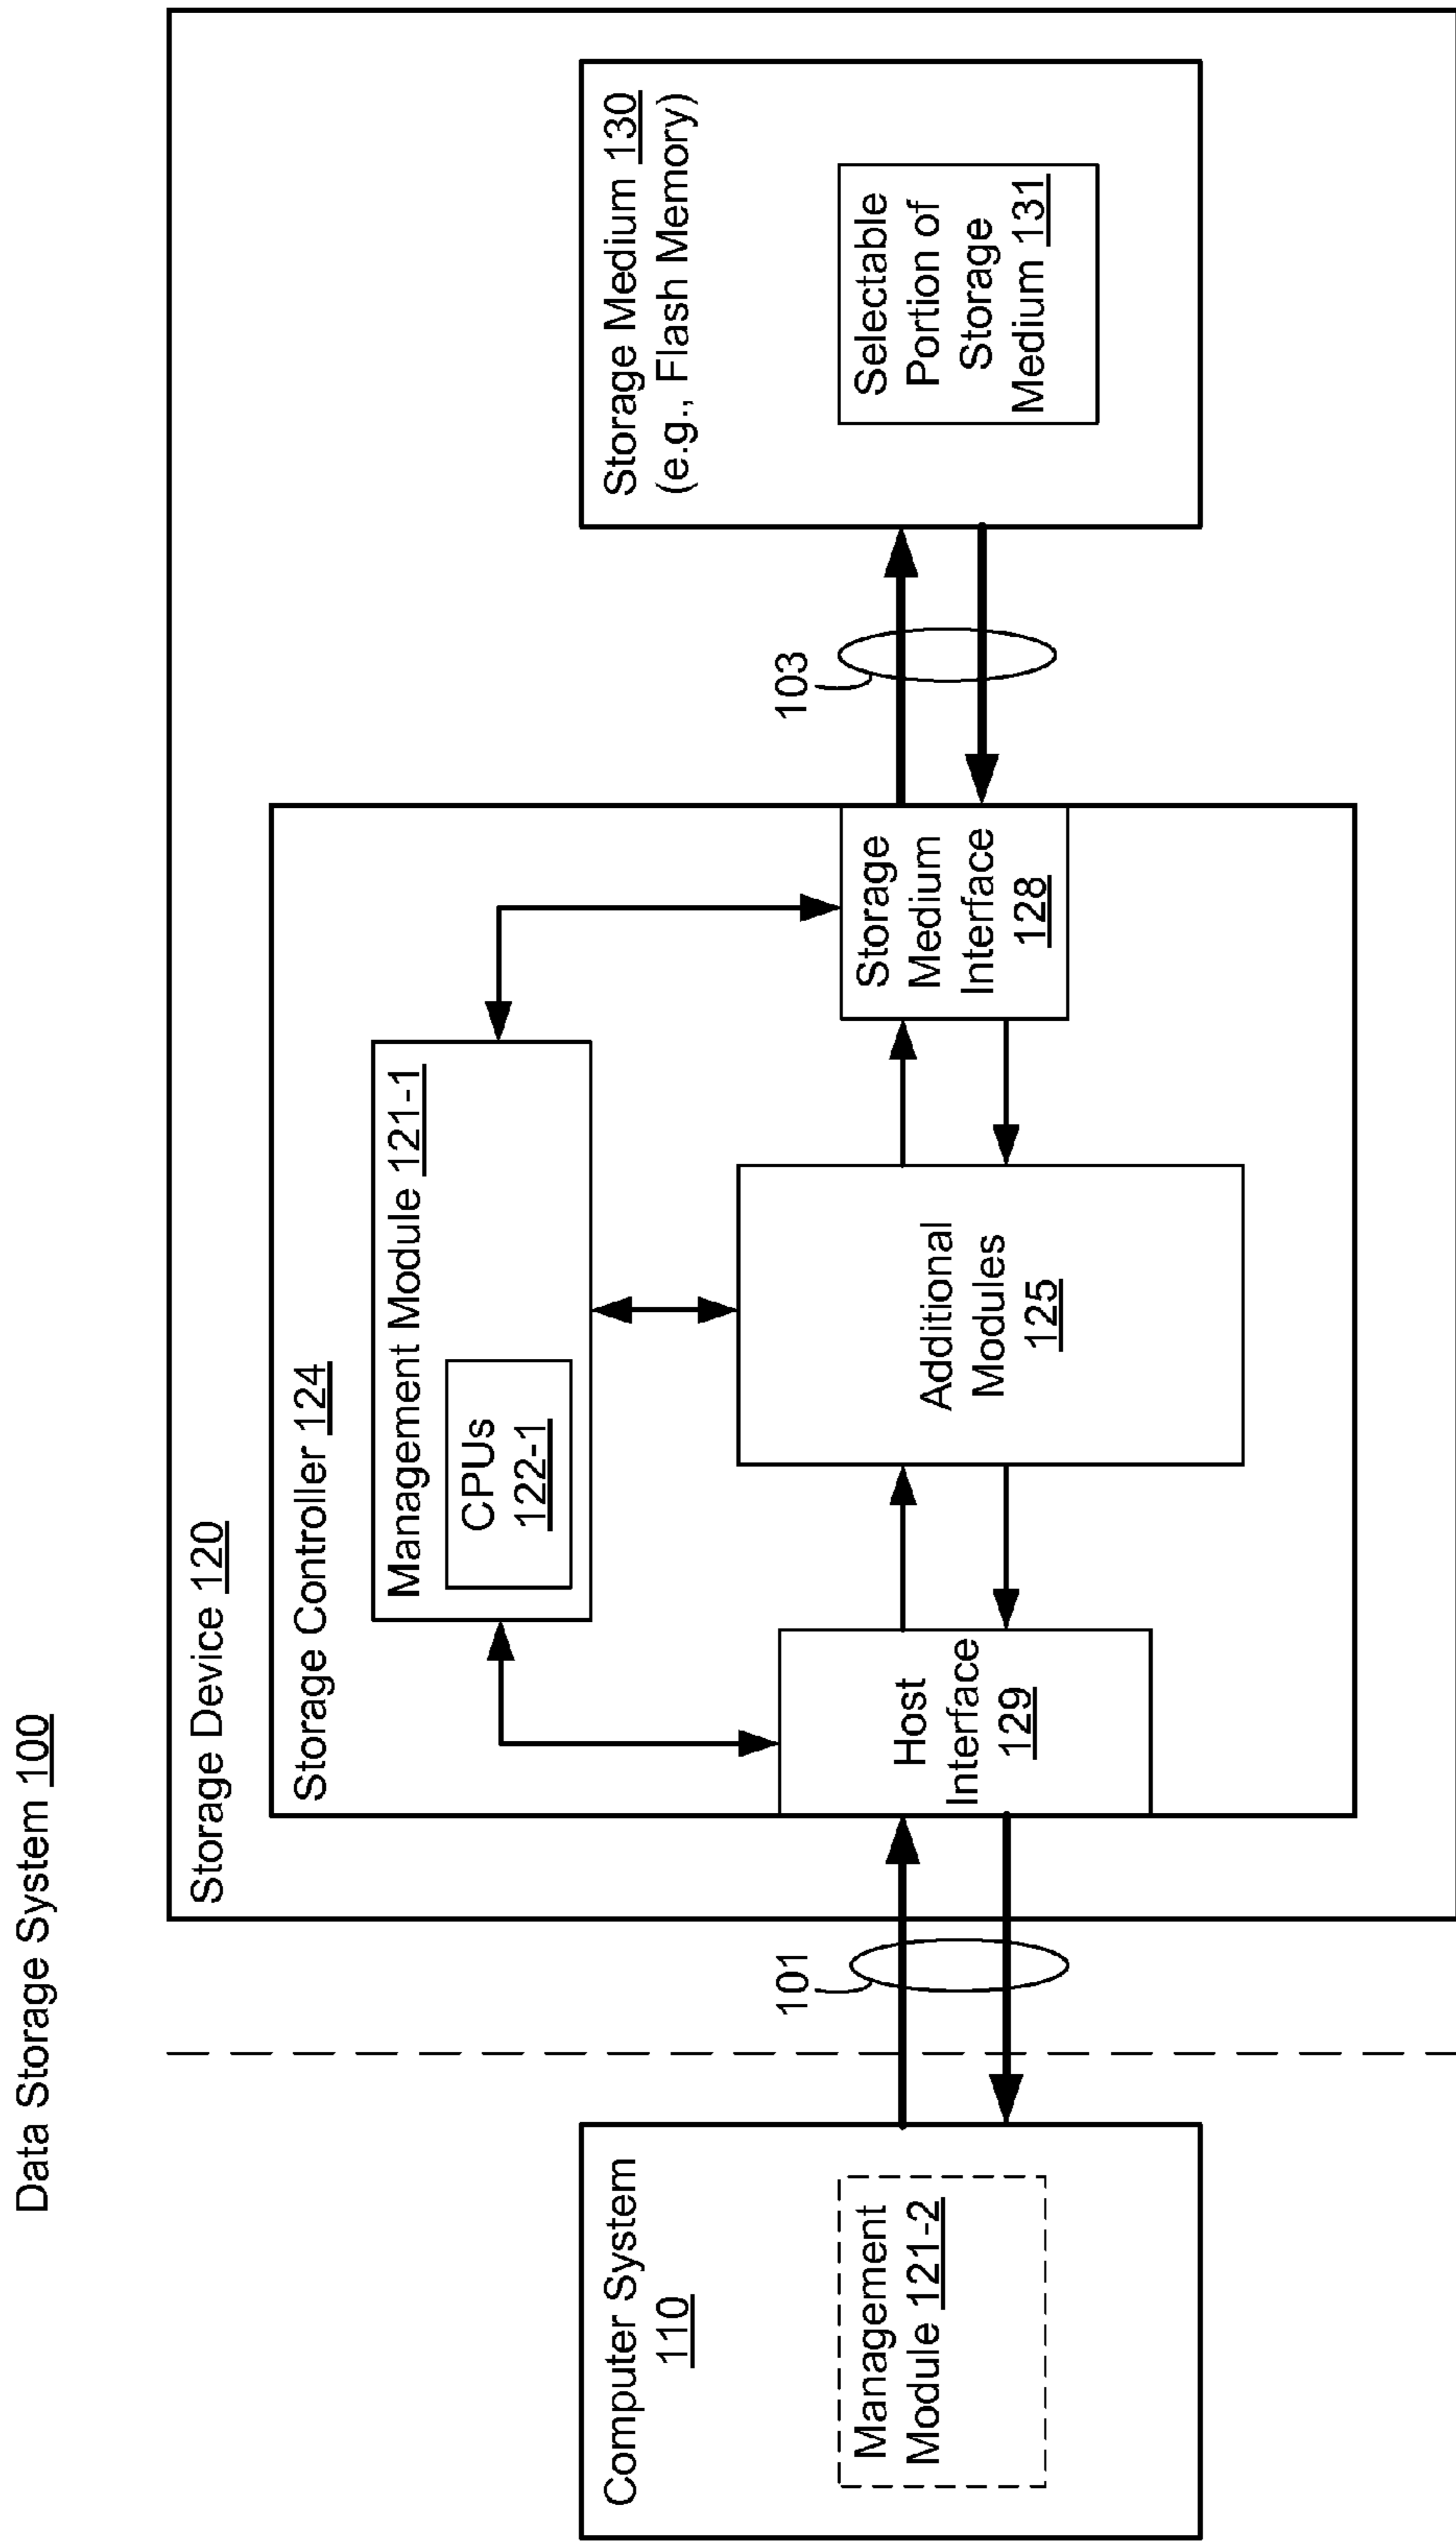 Data Storage System 100
Computer System
110
Management
Module 121-2
101
Storage Device 120
Storage Controller 124
Management Module 121-1
CPUs
122-1
Host
Interface
129
Additional
Modules
125
Storage
Medium
Interface
128
103
Storage Medium 130
(e.g., Flash Memory)
Selectable
Portion of
Storage
Medium 131